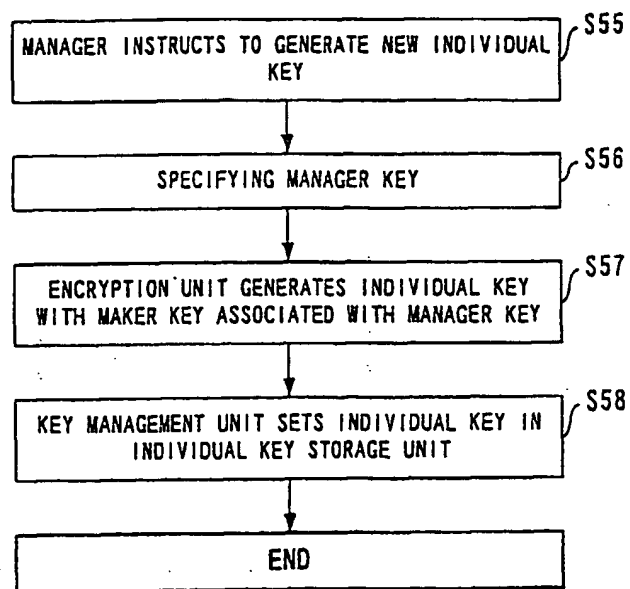 MANAGER INSTRUCTS TO GENERATE NEW INDIVIDUAL
KEY
S55
SPECIFYING MANAGER KEY
S56
ENCRYPTION UNIT GENERATES INDIVIDUAL KEY
WITH MAKER KEY ASSOCIATED WITH MANAGER KEY
S57
KEY MANAGEMENT UNIT SETS INDIVIDUAL KEY IN
INDIVIDUAL KEY STORAGE UNIT
S58
END